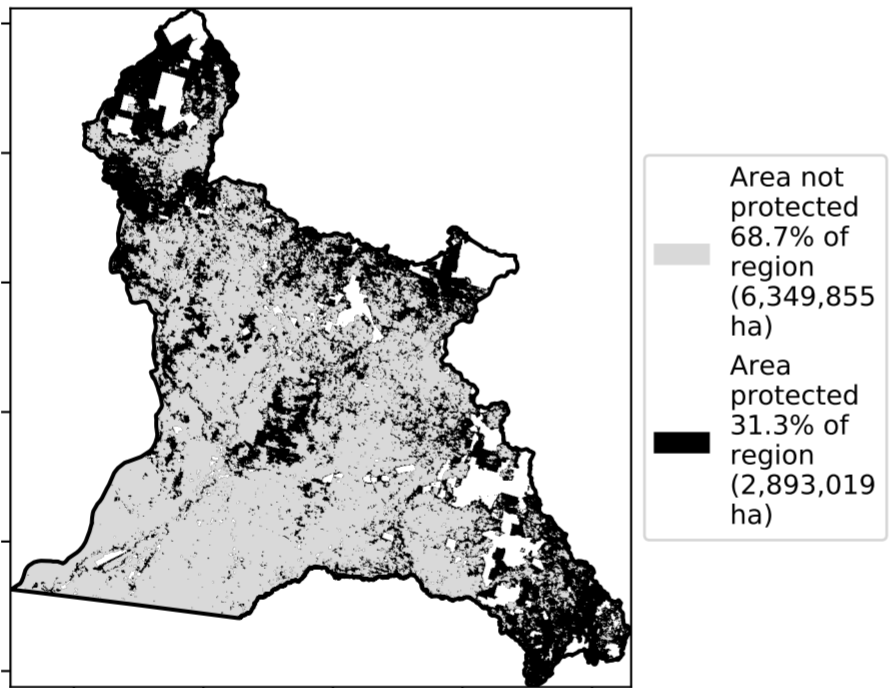 Area not
protected
68.7% of
region
(6,349,855
ha)
Area
protected
31.3% of
region
(2,893,019
ha)